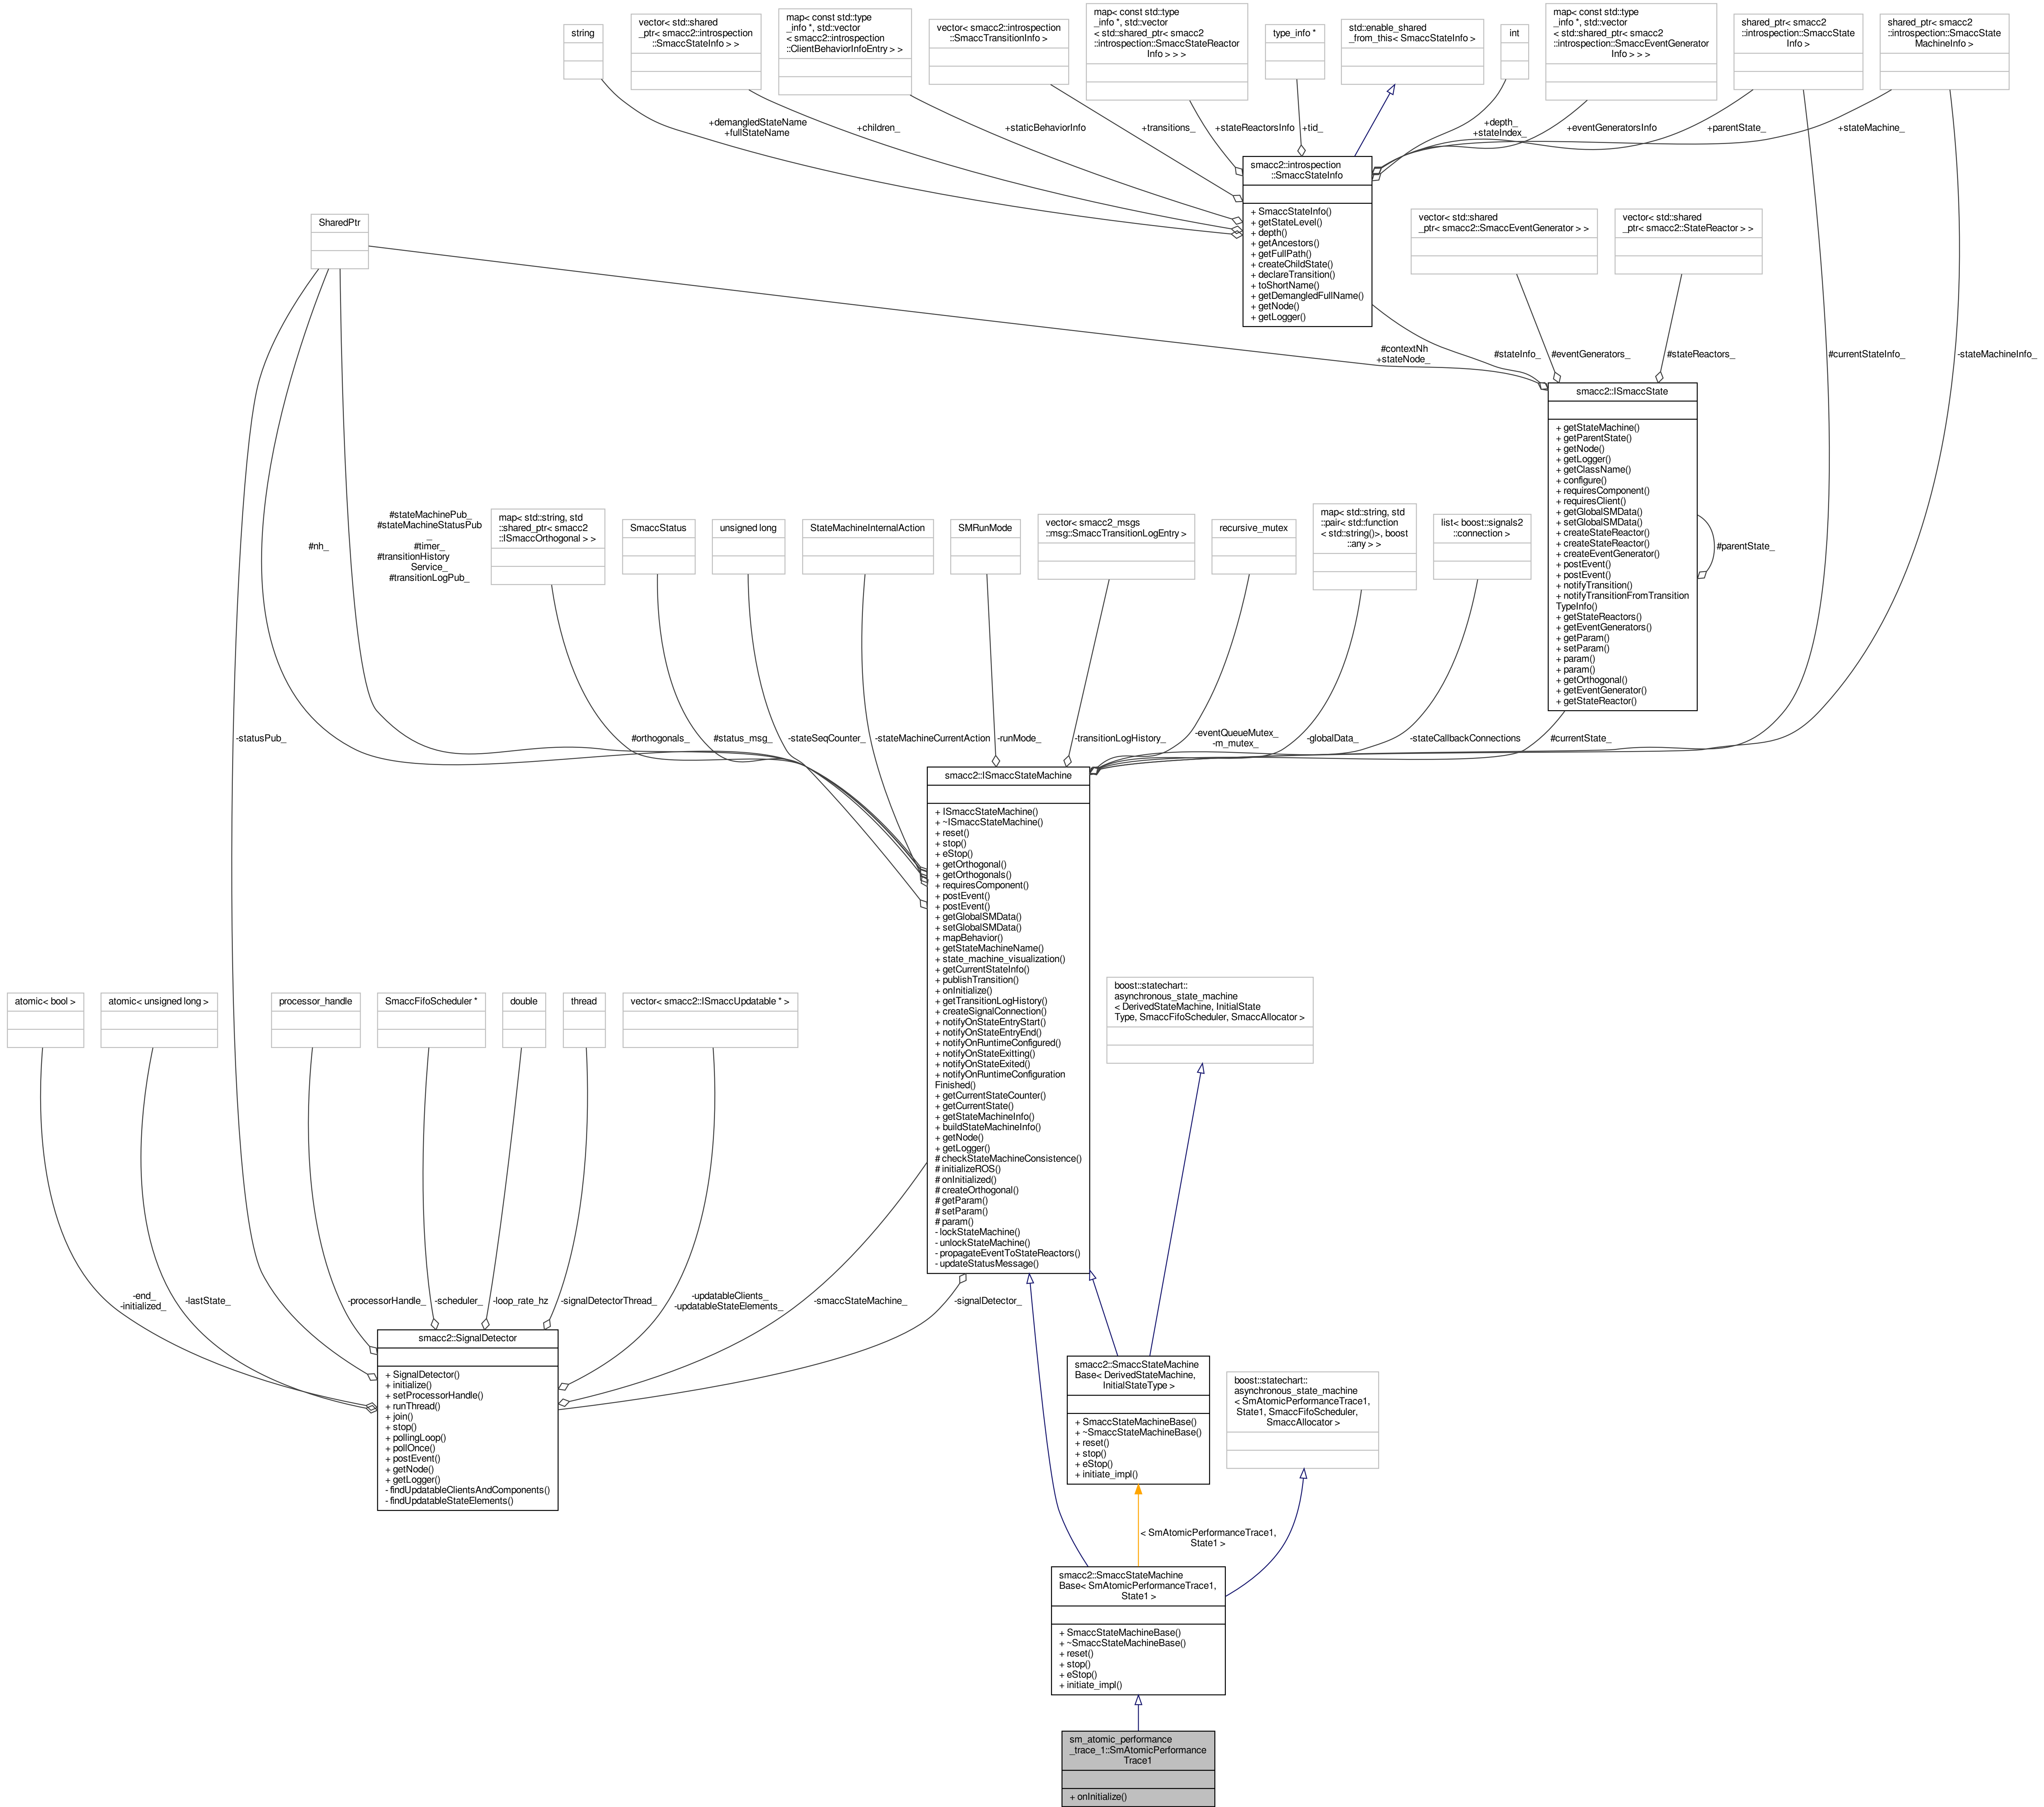 string
vector< std::shared
_ptr< smacc2::introspection
::SmaccStateInfo > >
map< const std::type
_info *, std::vector
< smacc2::introspection
::ClientBehaviorInfoEntry > >
vector< smacc2::introspection
::SmaccTransitionInfo >
map< const std::type
_info *, std::vector
< std::shared_ptr< smacc2
::introspection::SmaccStateReactor
Info > > >
type_info *
std::enable_shared
_from_this< SmaccStateInfo >
int
map< const std::type
_info *, std::vector
< std::shared_ptr< smacc2
::introspection::SmaccEventGenerator
Info > > >
shared_ptr< smacc2
::introspection::SmaccState
Info >
shared_ptr< smacc2
::introspection::SmaccState
MachineInfo >
+demangledStateName
+fullStateName
+children_
+staticBehaviorInfo
+transitions_
+stateReactorsInfo
+tid_
+depth_
+stateIndex_
+eventGeneratorsInfo
+parentState_
+stateMachine_
smacc2::introspection
::SmaccStateInfo
+ SmaccStateInfo()
+ getStateLevel()
+ depth()
+ getAncestors()
+ getFullPath()
+ createChildState()
+ declareTransition()
+ toShortName()
+ getDemangledFullName()
+ getNode()
+ getLogger()
SharedPtr
vector< std::shared
_ptr< smacc2::SmaccEventGenerator > >
vector< std::shared
_ptr< smacc2::StateReactor > >
#contextNh
+stateNode_
#stateInfo_
#eventGenerators_
#stateReactors_
#currentStateInfo_
-stateMachineInfo_
smacc2::ISmaccState
+ getStateMachine()
+ getParentState()
+ getNode()
+ getLogger()
+ getClassName()
+ configure()
+ requiresComponent()
+ requiresClient()
+ getGlobalSMData()
+ setGlobalSMData()
+ createStateReactor()
+ createStateReactor()
+ createEventGenerator()
+ postEvent()
+ postEvent()
+ notifyTransition()
+ notifyTransitionFromTransition
TypeInfo()
+ getStateReactors()
+ getEventGenerators()
+ getParam()
+ setParam()
+ param()
+ param()
+ getOrthogonal()
+ getEventGenerator()
+ getStateReactor()
#parentState_
#nh_
#stateMachinePub_
#stateMachineStatusPub
_
#timer_
#transitionHistory
Service_
#transitionLogPub_
map< std::string, std
::shared_ptr< smacc2
::ISmaccOrthogonal > >
SmaccStatus
unsigned long
StateMachineInternalAction
SMRunMode
vector< smacc2_msgs
::msg::SmaccTransitionLogEntry >
recursive_mutex
map< std::string, std
::pair< std::function
< std::string()>, boost
::any > >
list< boost::signals2
::connection >
-statusPub_
#orthogonals_
#status_msg_
-stateSeqCounter_
-stateMachineCurrentAction
-runMode_
-transitionLogHistory_
-eventQueueMutex_
-m_mutex_
-globalData_
-stateCallbackConnections
#currentState_
smacc2::ISmaccStateMachine
+ ISmaccStateMachine()
+ ~ISmaccStateMachine()
+ reset()
+ stop()
+ eStop()
+ getOrthogonal()
+ getOrthogonals()
+ requiresComponent()
+ postEvent()
+ postEvent()
+ getGlobalSMData()
+ setGlobalSMData()
+ mapBehavior()
+ getStateMachineName()
+ state_machine_visualization()
+ getCurrentStateInfo()
+ publishTransition()
+ onInitialize()
+ getTransitionLogHistory()
+ createSignalConnection()
+ notifyOnStateEntryStart()
+ notifyOnStateEntryEnd()
+ notifyOnRuntimeConfigured()
+ notifyOnStateExitting()
+ notifyOnStateExited()
+ notifyOnRuntimeConfiguration
Finished()
+ getCurrentStateCounter()
+ getCurrentState()
+ getStateMachineInfo()
+ buildStateMachineInfo()
+ getNode()
+ getLogger()
# checkStateMachineConsistence()
# initializeROS()
# onInitialized()
# createOrthogonal()
# getParam()
# setParam()
# param()
- lockStateMachine()
- unlockStateMachine()
- propagateEventToStateReactors()
- updateStatusMessage()
atomic< bool >
atomic< unsigned long >
processor_handle
SmaccFifoScheduler *
double
thread
vector< smacc2::ISmaccUpdatable * >
boost::statechart::
asynchronous_state_machine
< DerivedStateMachine, InitialState
Type, SmaccFifoScheduler, SmaccAllocator >
-end_
-initialized_
-lastState_
-processorHandle_
-scheduler_
-loop_rate_hz
-signalDetectorThread_
-updatableClients_
-updatableStateElements_
-smaccStateMachine_
-signalDetector_
smacc2::SignalDetector
+ SignalDetector()
+ initialize()
+ setProcessorHandle()
+ runThread()
+ join()
+ stop()
+ pollingLoop()
+ pollOnce()
+ postEvent()
+ getNode()
+ getLogger()
- findUpdatableClientsAndComponents()
- findUpdatableStateElements()
smacc2::SmaccStateMachine
Base< DerivedStateMachine,
InitialStateType >
+ SmaccStateMachineBase()
+ ~SmaccStateMachineBase()
+ reset()
+ stop()
+ eStop()
+ initiate_impl()
boost::statechart::
asynchronous_state_machine
< SmAtomicPerformanceTrace1,
State1, SmaccFifoScheduler,
SmaccAllocator >
< SmAtomicPerformanceTrace1,
State1 >
smacc2::SmaccStateMachine
Base< SmAtomicPerformanceTrace1,
State1 >
+ SmaccStateMachineBase()
+ ~SmaccStateMachineBase()
+ reset()
+ stop()
+ eStop()
+ initiate_impl()
sm_atomic_performance
_trace_1::SmAtomicPerformance
Trace1
+ onInitialize()